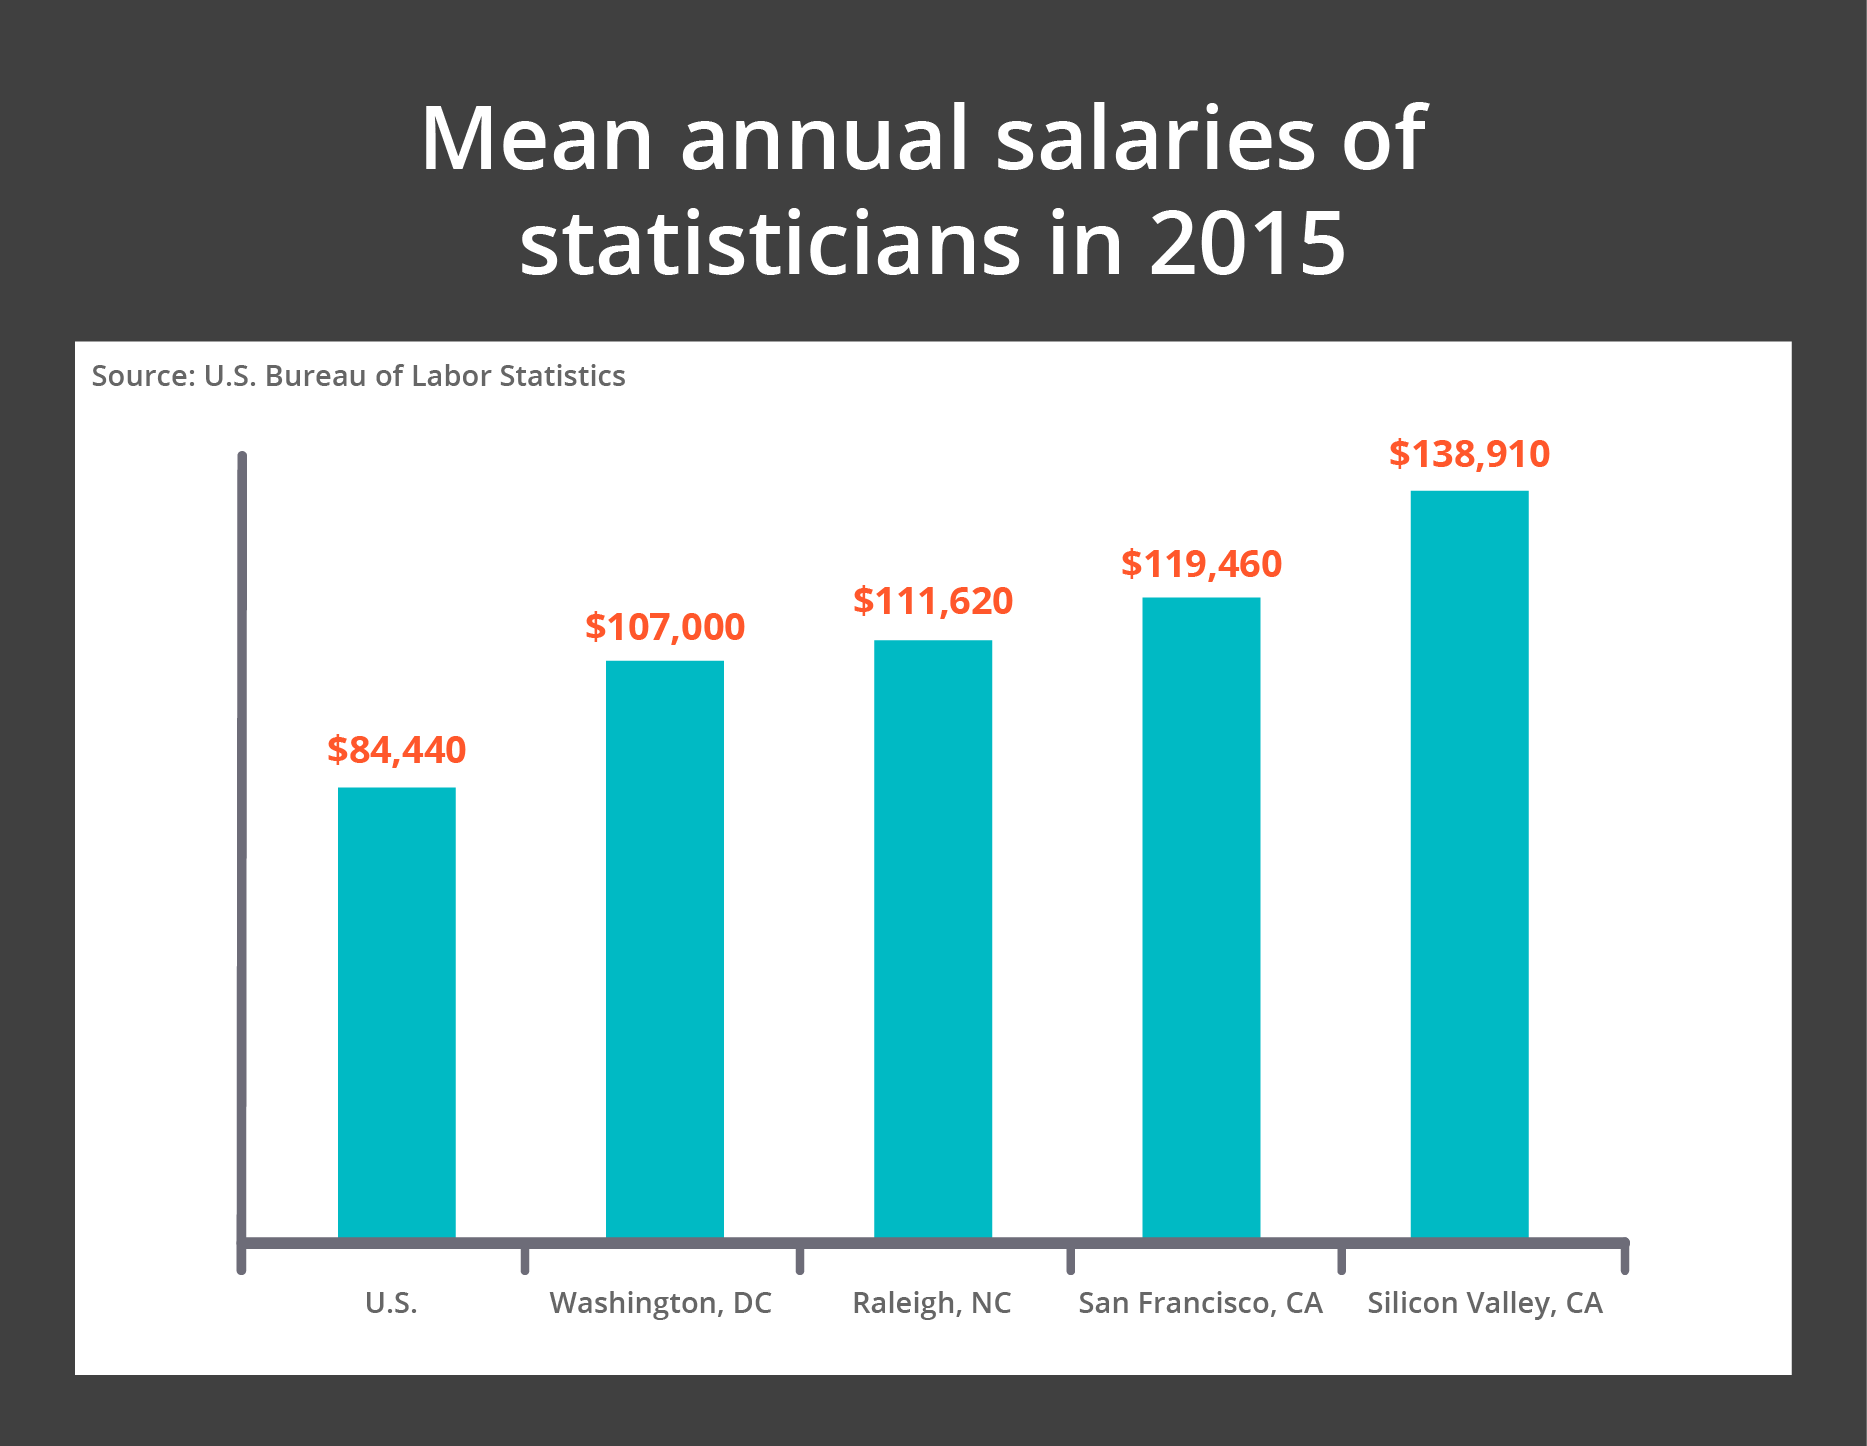 Mean annual salaries of
statisticians in 2015
Source: U.S. Bureau of Labor Statistics
$84,440
$107,000
$111,620
$119,460
$138,910
U.S.
Washington, DC
Raleigh, NC
San Francisco, CA
Silicon Valley, CA